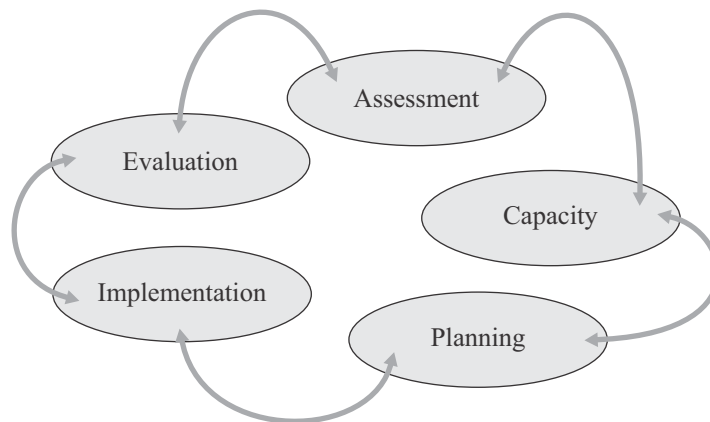 Assessment
Evaluation
Capacity
Implementation
Planning